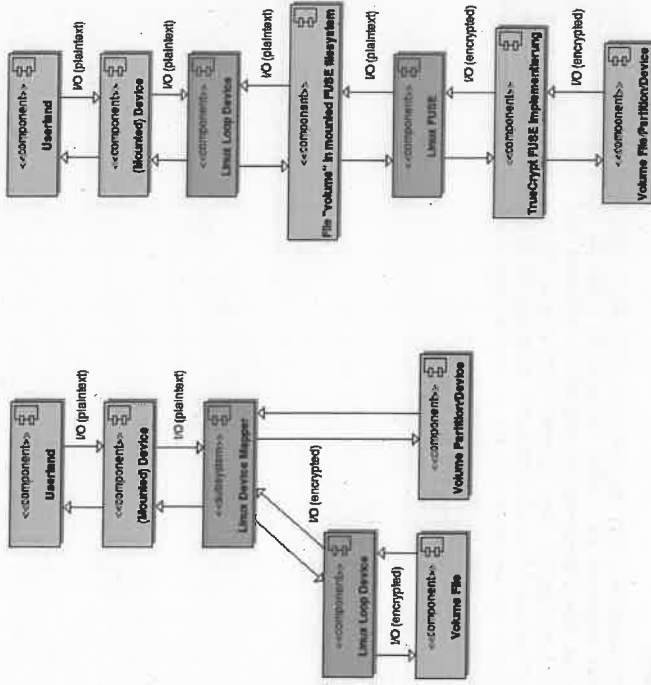 <<component>>
Userland
I/O (plaintext)
<<component>>
(Mounted) Device
I/O (plaintext)
<<subsystem>>
Linux Device Mapper
I/O (encrypted)
<<component>>
Linux Loop Device
I/O (encrypted)
<<component>>
Volume File
<<component>>
Volume Partition/Device
<<component>>
Userland
I/O (plaintext)
<<component>>
(Mounted) Device
I/O (plaintext)
<<component>>
Linux Loop Device
I/O (plaintext)
<<component>>
File "volume" in mounted FUSE filesystem
I/O (plaintext)
<<component>>
Linux FUSE
I/O (encrypted)
<<component>>
TrueCrypt FUSE Implementierung
I/O (encrypted)
<<component>>
Volume File/Partition/Device